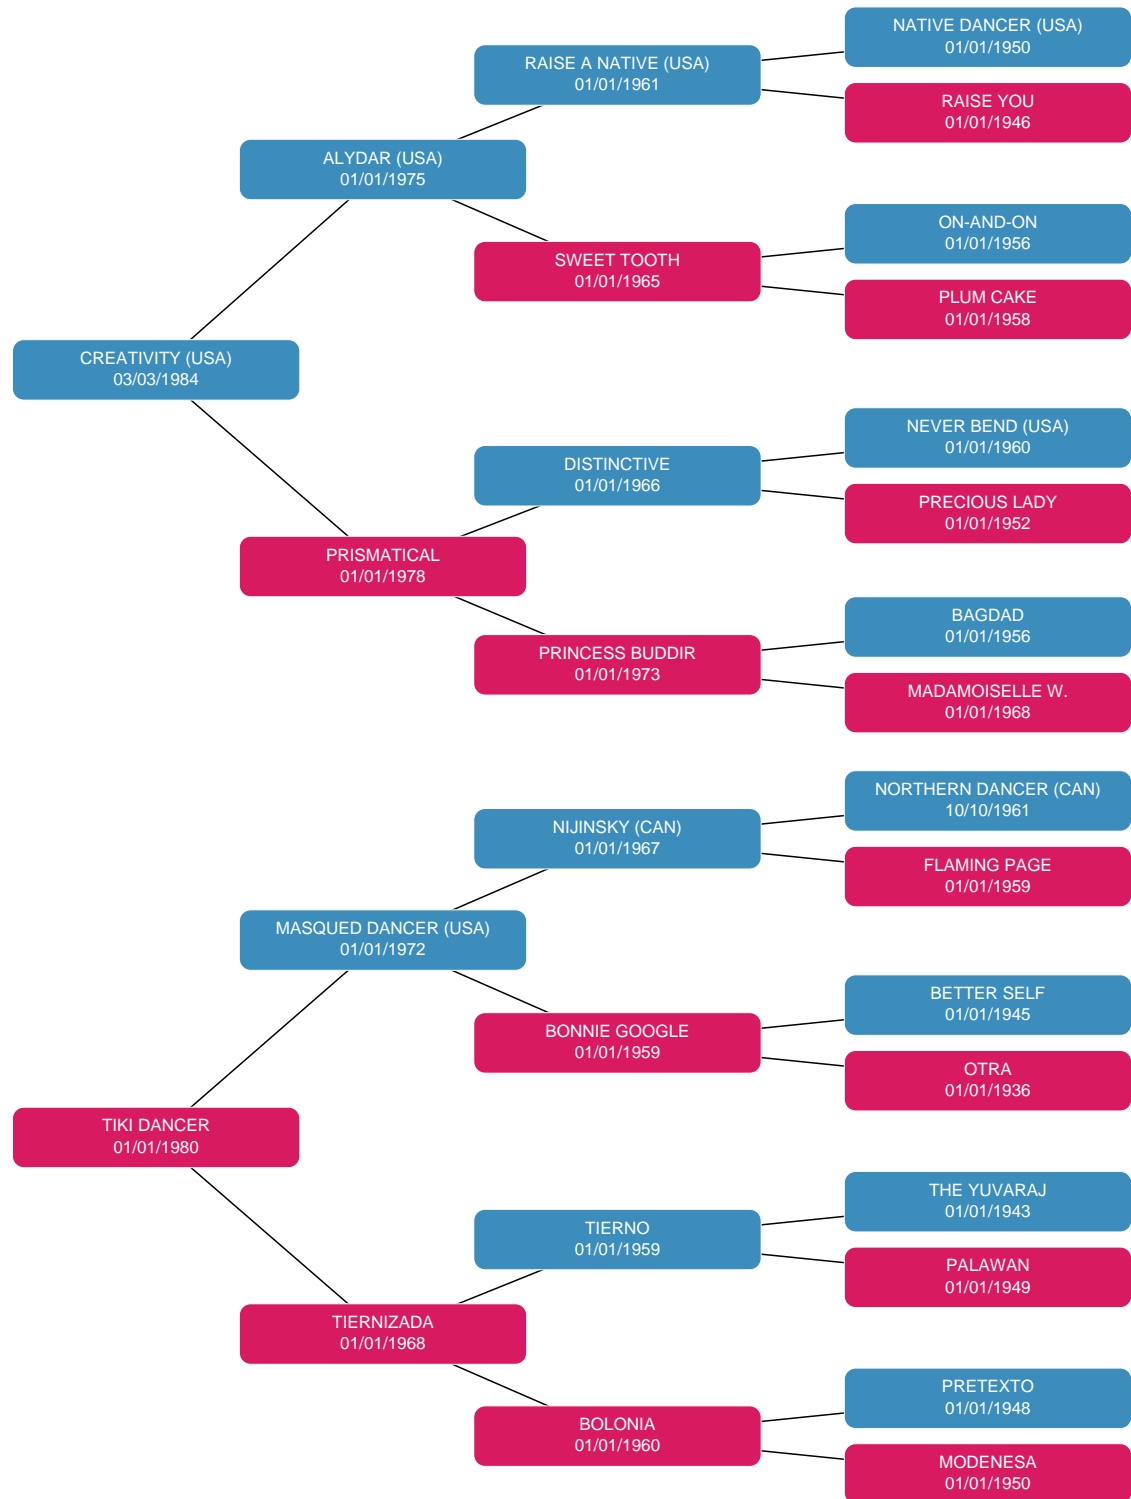 NATIVE DANCER (USA)
01/01/1950
RAISE A NATIVE (USA)
01/01/1961
RAISE YOU
01/01/1946
ALYDAR (USA)
01/01/1975
ON-AND-ON
01/01/1956
SWEET TOOTH
01/01/1965
PLUM CAKE
01/01/1958
CREATIVITY (USA)
03/03/1984
NEVER BEND (USA)
01/01/1960
DISTINCTIVE
01/01/1966
PRECIOUS LADY
01/01/1952
PRISMATICAL
01/01/1978
BAGDAD
01/01/1956
PRINCESS BUDDIR
01/01/1973
MADAMOISELLE W.
01/01/1968
NORTHERN DANCER (CAN)
10/10/1961
NIJINSKY (CAN)
01/01/1967
FLAMING PAGE
01/01/1959
MASQUED DANCER (USA)
01/01/1972
BETTER SELF
01/01/1945
BONNIE GOOGLE
01/01/1959
OTRA
01/01/1936
TIKI DANCER
01/01/1980
THE YUVARAJ
01/01/1943
TIERNO
01/01/1959
PALAWAN
01/01/1949
TIERNIZADA
01/01/1968
PRETEXTO
01/01/1948
BOLONIA
01/01/1960
MODENESA
01/01/1950